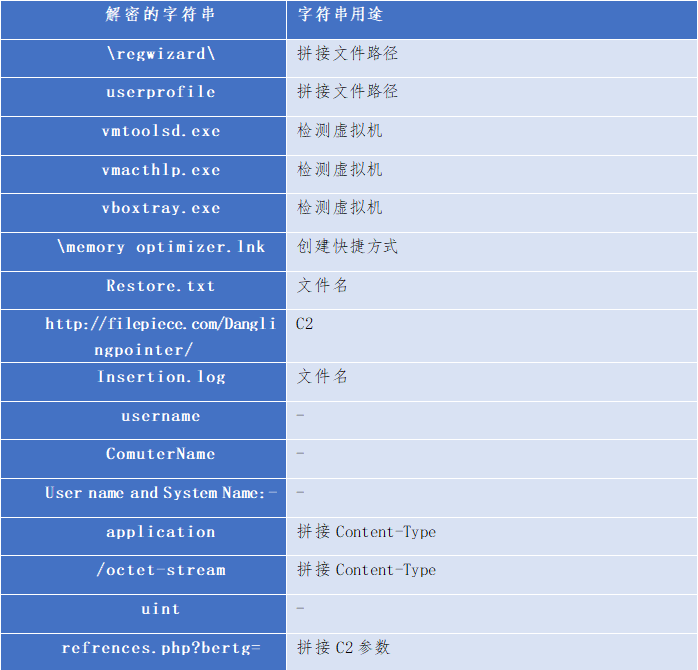 解密的字符串 字符串用途
\regwizard\ 拼接文件路径
userprofile 拼接文件路径
vmtoolsd.exe 检测虚拟机
vmacthlp.exe 检测虚拟机
vboxtray.exe 检测虚拟机
\memory optimizer.lnk 创建快捷方式
Restore.txt 文件名
http://filepiece.com/Dangli C2
ngpointer/
Insertion.log 文件名
username -
ComuterName -
User name and System Name:- -
application 拼接 Content-Type
/octet-stream 拼接 Content-Type
uint -
refrences.php?bertg= 拼接 C2 参数